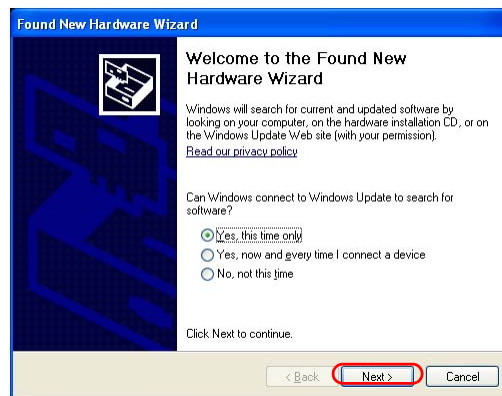 Found New Hardware Wizard
Welcome to the Found New
Hardware Wizard
Windows will search for current and updated software by
looking on your computer, on the hardware installation CD, or on
the Windows Update Web site (with your permission).
Read our privacy policy
Can Windows connect to Windows Update to search for
software?
Yes, this time only
Yes, now and every time I connect a device
No, not this time
Click Next to continue.
< Back
Next >
Cancel